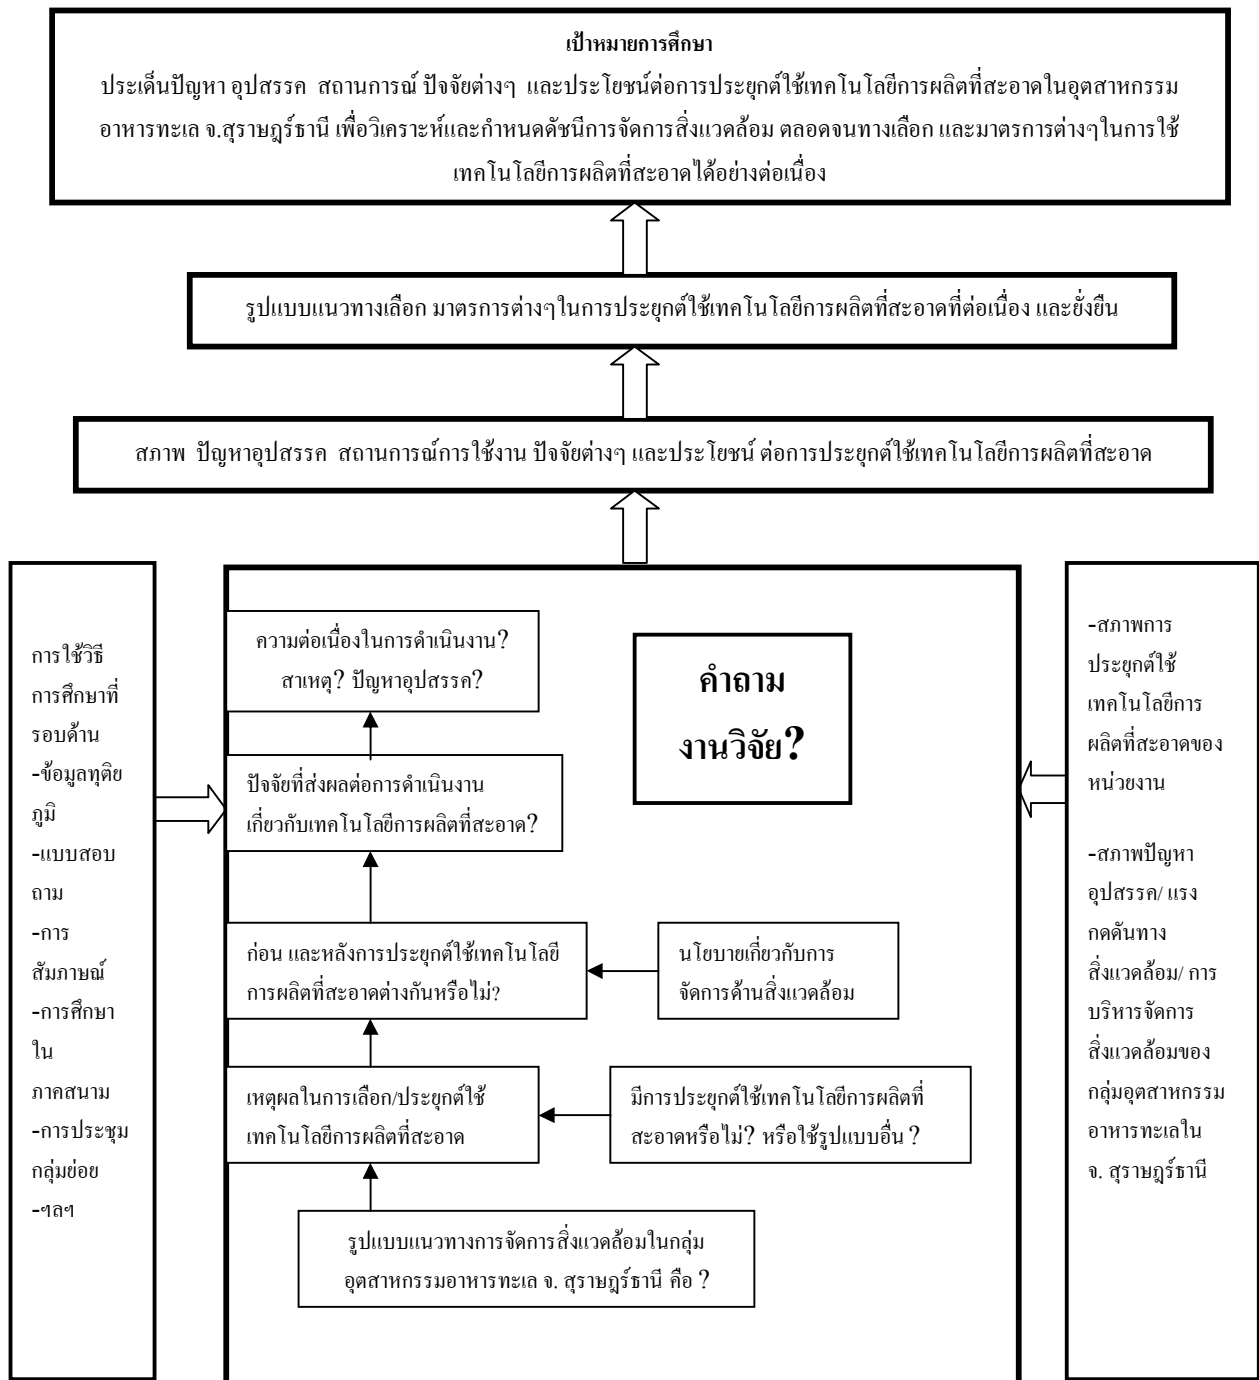 เป้าหมายการศึกษา
ประเด็นปัญหา อุปสรรค สถานการณ์ ปัจจัยต่างๆ และประโยชน์ต่อการประยุกต์ใช้เทคโนโลยีการผลิตที่สะอาดในอุตสาหกรรม
อาหารทะเล จ.สุราษฎร์ธานี เพื่อวิเคราะห์และกำหนดดัชนีการจัดการสิ่งแวดล้อม ตลอดจนทางเลือก และมาตรการต่างๆในการใช้
เทคโนโลยีการผลิตที่สะอาดได้อย่างต่อเนื่อง
รูปแบบแนวทางเลือก มาตรการต่างๆในการประยุกต์ใช้เทคโนโลยีการผลิตที่สะอาดที่ต่อเนื่อง และยั่งยืน
สภาพ ปัญหาอุปสรรค สถานการณ์การใช้งาน ปัจจัยต่างๆ และประโยชน์ ต่อการประยุกต์ใช้เทคโนโลยีการผลิตที่สะอาด
การใช้วิธี
การศึกษาที่
รอบด้าน
-ข้อมูลทุติย
ภูมิ
-แบบสอบ
ถาม
-การ
สัมภาษณ์
-การศึกษา
ใน
ภาคสนาม
-การประชุม
กลุ่มย่อย
-ฯลฯ
ความต่อเนื่องในการดำเนินงาน?
สาเหตุ? ปัญหาอุปสรรค?
คำถาม
งานวิจัย?
ปัจจัยที่ส่งผลต่อการดำเนินงาน
เกี่ยวกับเทคโนโลยีการผลิตที่สะอาด?
ก่อน และหลังการประยุกต์ใช้เทคโนโลยี
การผลิตที่สะอาดต่างกันหรือไม่?
นโยบายเกี่ยวกับการ
จัดการด้านสิ่งแวดล้อม
เหตุผลในการเลือก/ประยุกต์ใช้
เทคโนโลยีการผลิตที่สะอาด
มีการประยุกต์ใช้เทคโนโลยีการผลิตที่
สะอาดหรือไม่? หรือใช้รูปแบบอื่น ?
รูปแบบแนวทางการจัดการสิ่งแวดล้อมในกลุ่ม
อุตสาหกรรมอาหารทะเล จ. สุราษฎร์ธานี คือ ?
-สภาพการ
ประยุกต์ใช้
เทคโนโลยีการ
ผลิตที่สะอาดของ
หน่วยงาน
-สภาพปัญหา
อุปสรรค/ แรง
กดดันทาง
สิ่งแวดล้อม/ การ
บริหารจัดการ
สิ่งแวดล้อมของ
กลุ่มอุตสาหกรรม
อาหารทะเลใน
จ. สุราษฎร์ธานี